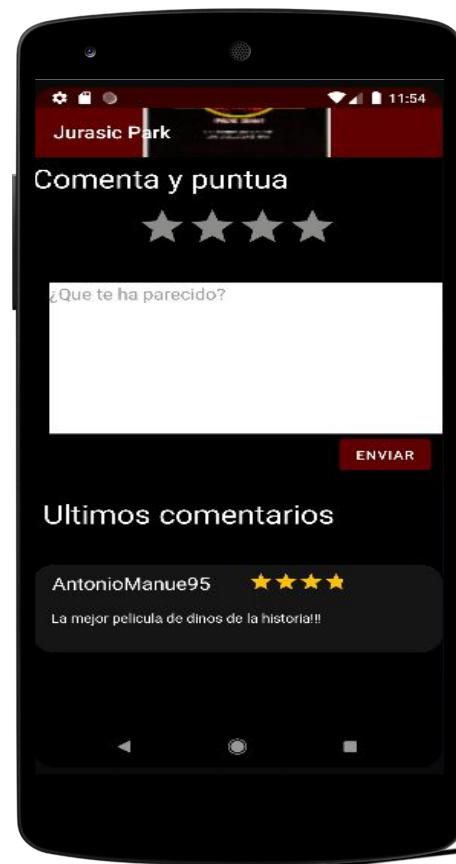 11:54
Jurasic Park
Comenta y puntua
¿Que te ha parecido?
ENVIAR
Ultimos comentarios
AntonioManue95
La mejor pelicula de dinos de la historia!!!